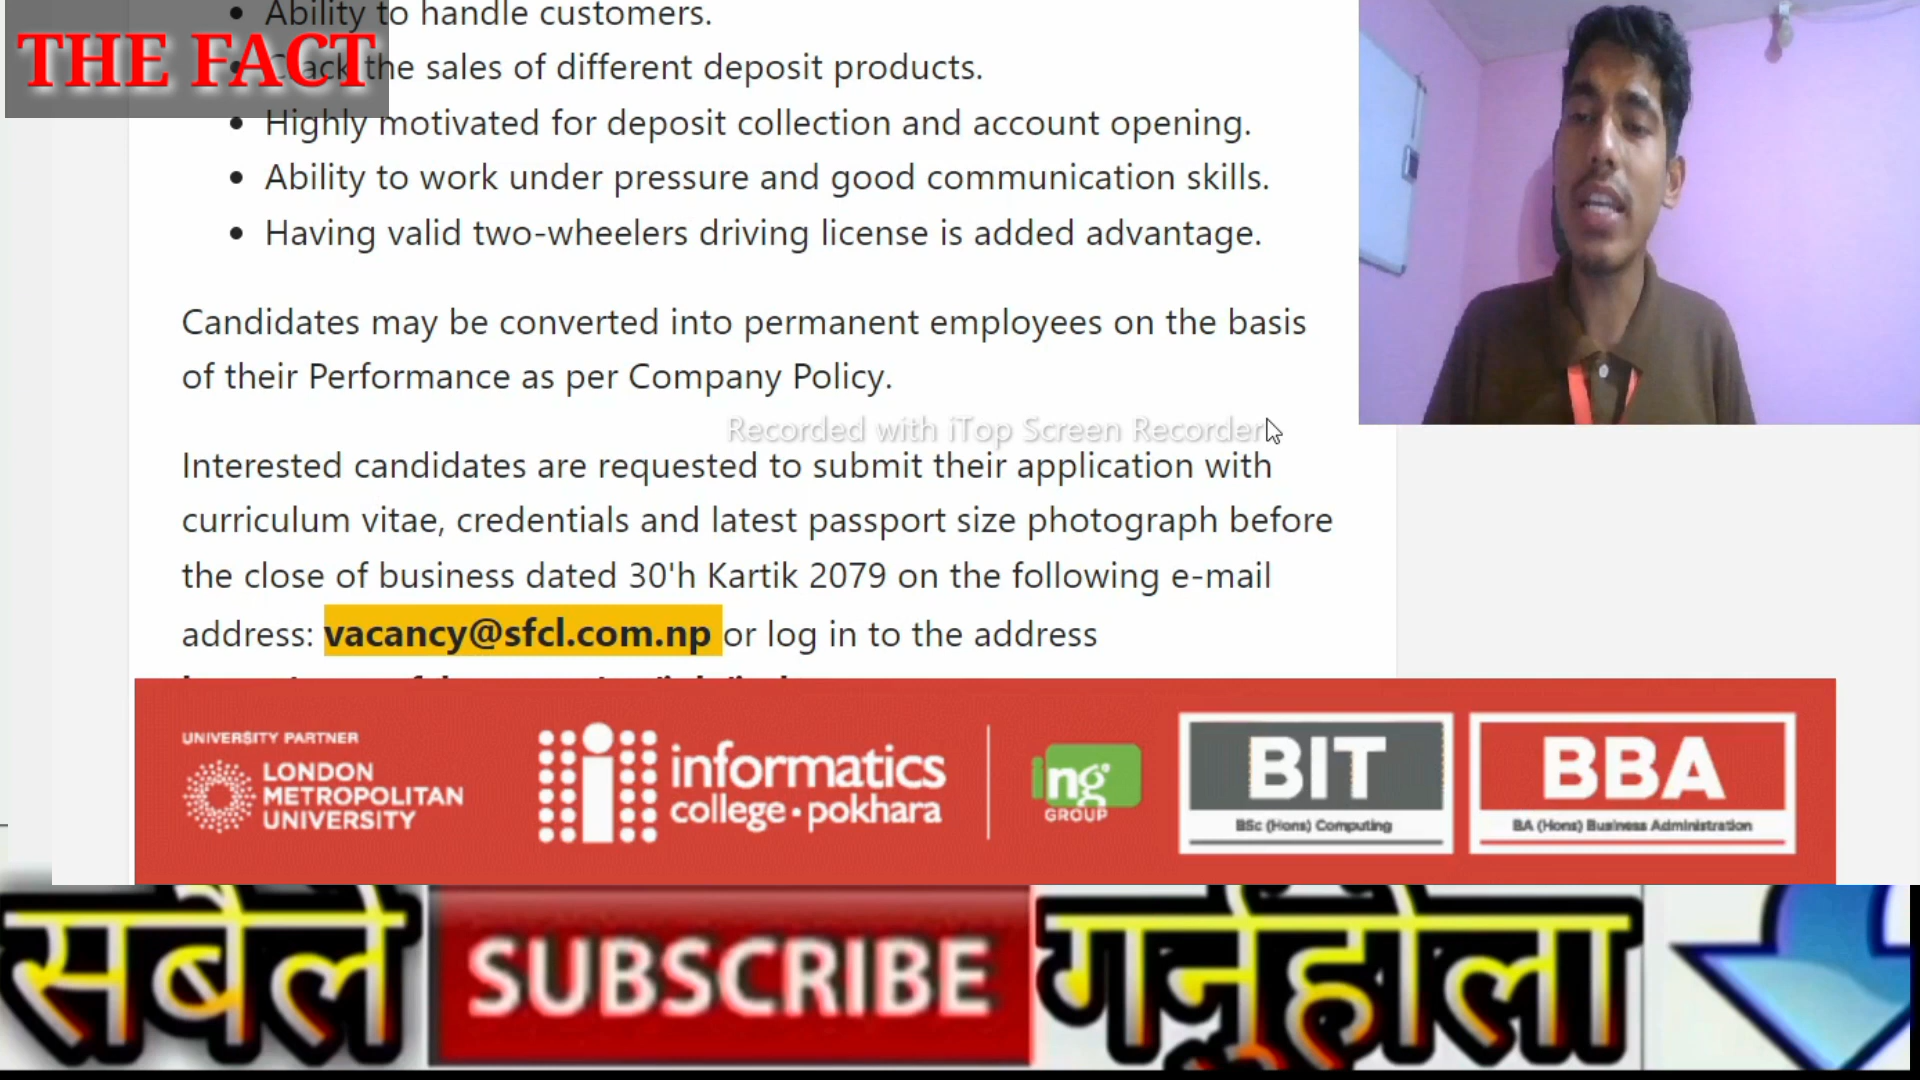 THE FACT
Ability to handle customers.
the sales of different deposit products.
Highly motivated for deposit collection and account opening.
Ability to work under pressure and good communication skills.
Having valid two-wheelers driving license is added advantage.
Candidates may be converted into permanent employees on the basis
of their Performance as per Company Policy.
Recorded with iTop Screen Recorder
Interested candidates are requested to submit their application with
curriculum vitae, credentials and latest passport size photograph before
the close of business dated 30'h Kartik 2079 on the following e-mail
address: vacancy@sfcl.com.np or log in to the address
UNIVERSITY PARTNER
LONDON
METROPOLITAN
UNIVERSITY
informatics
college • pokhara
ing
GROUP
BIT
BSc (Hons) Computing
BBA
BA (Hons) Business Administration
सबैले SUBSCRIBE गर्नुहोला